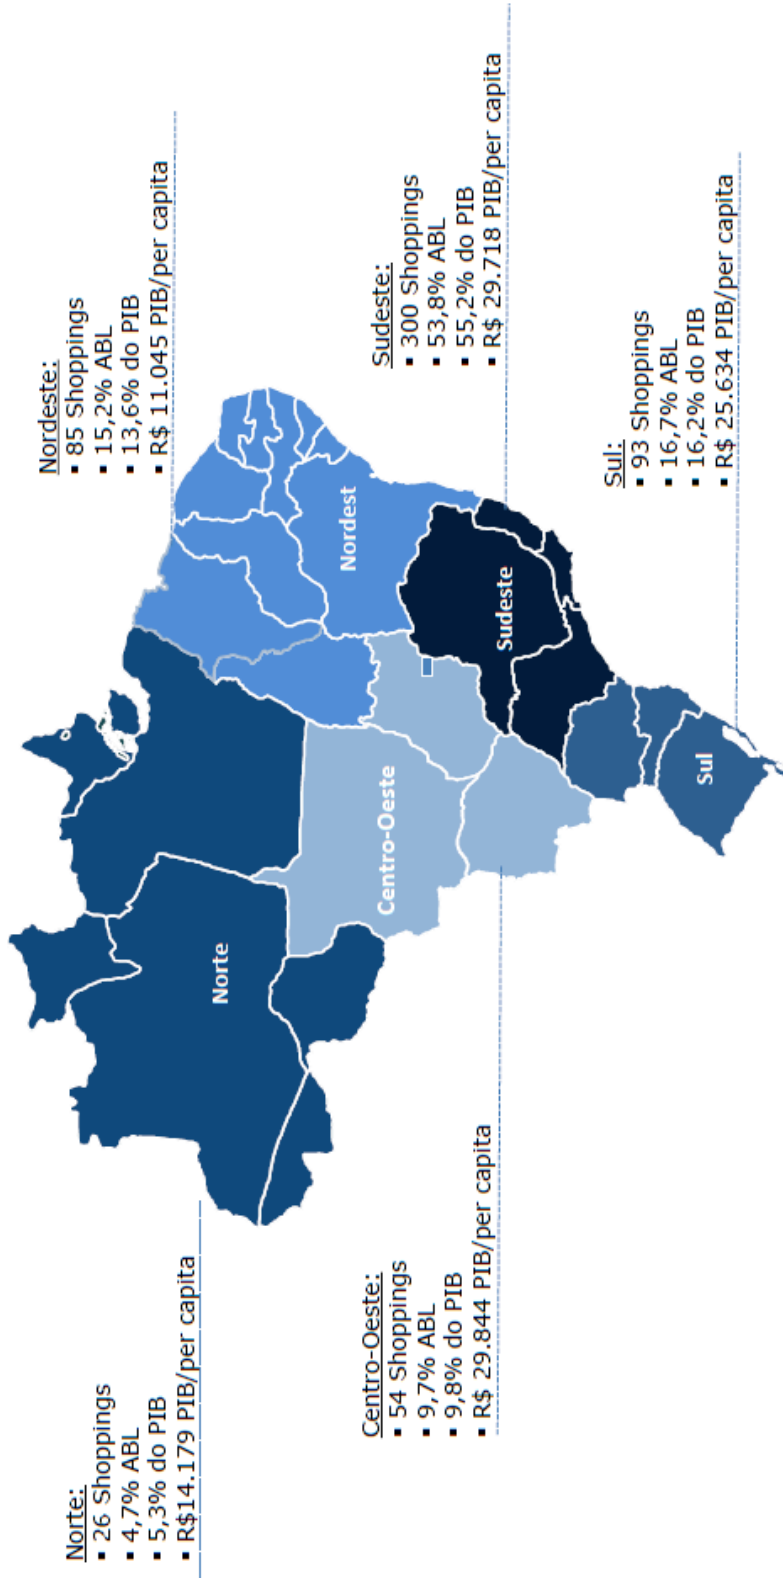 Norte:
▪ 26 Shoppings
▪ 4,7% ABL
▪ 5,3% do PIB
▪ R$14.179 PIB/per capita
Nordeste:
▪ 85 Shoppings
▪ 15,2% ABL
▪ 13,6% do PIB
▪ R$ 11.045 PIB/per capita
Norte
Nordest
Centro-Oeste
Sudeste
Sul
Centro-Oeste:
▪ 54 Shoppings
▪ 9,7% ABL
▪ 9,8% do PIB
▪ R$ 29.844 PIB/per capita
Sudeste:
▪ 300 Shoppings
▪ 53,8% ABL
▪ 55,2% do PIB
▪ R$ 29.718 PIB/per capita
Sul:
▪ 93 Shoppings
▪ 16,7% ABL
▪ 16,2% do PIB
▪ R$ 25.634 PIB/per capita